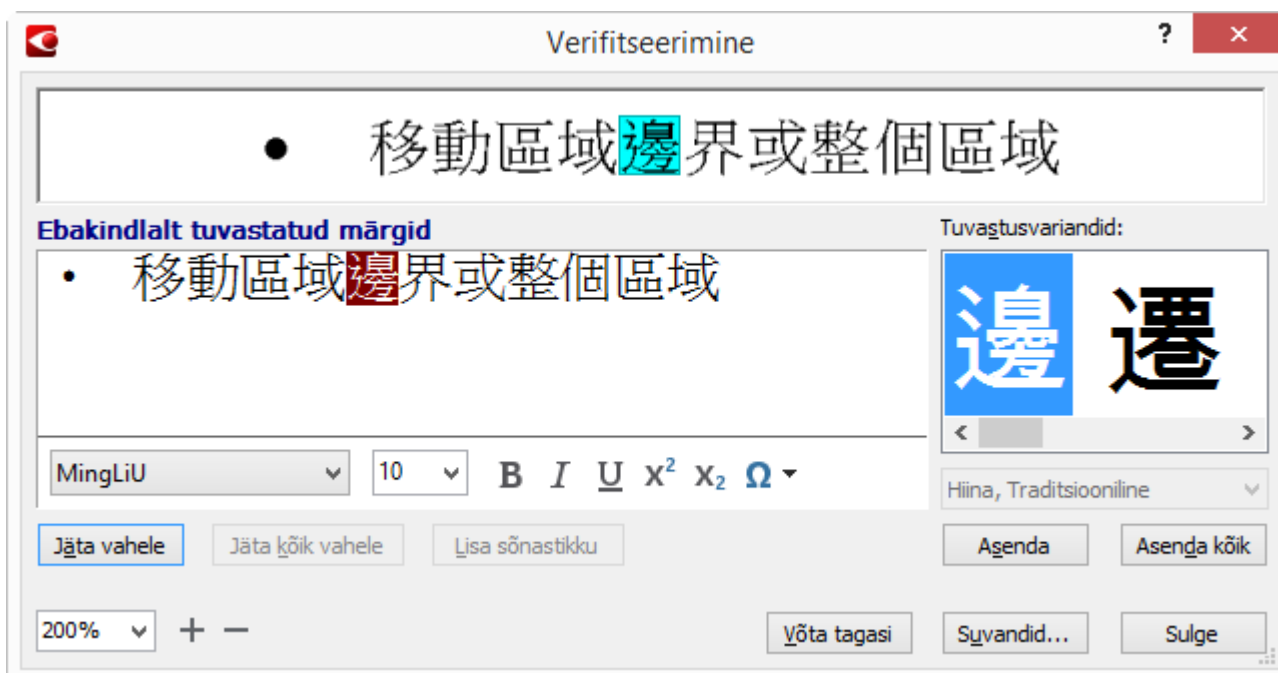 Verifitseerimine
?
• 移動區域邊界或整個區域
Ebakindlalt tuvastatud märgid
Tuvastusvariandid:
• 移動區域邊界或整個區域
邊 遷
MingLiU 10 B I U X² X₂ Ω
Hiina, Traditsiooniline
Jäta vahele Jäta kõik vahele Lisa sõnastikku Asenda Asenda kõik
200% + − Võta tagasi Suvandid... Sulge